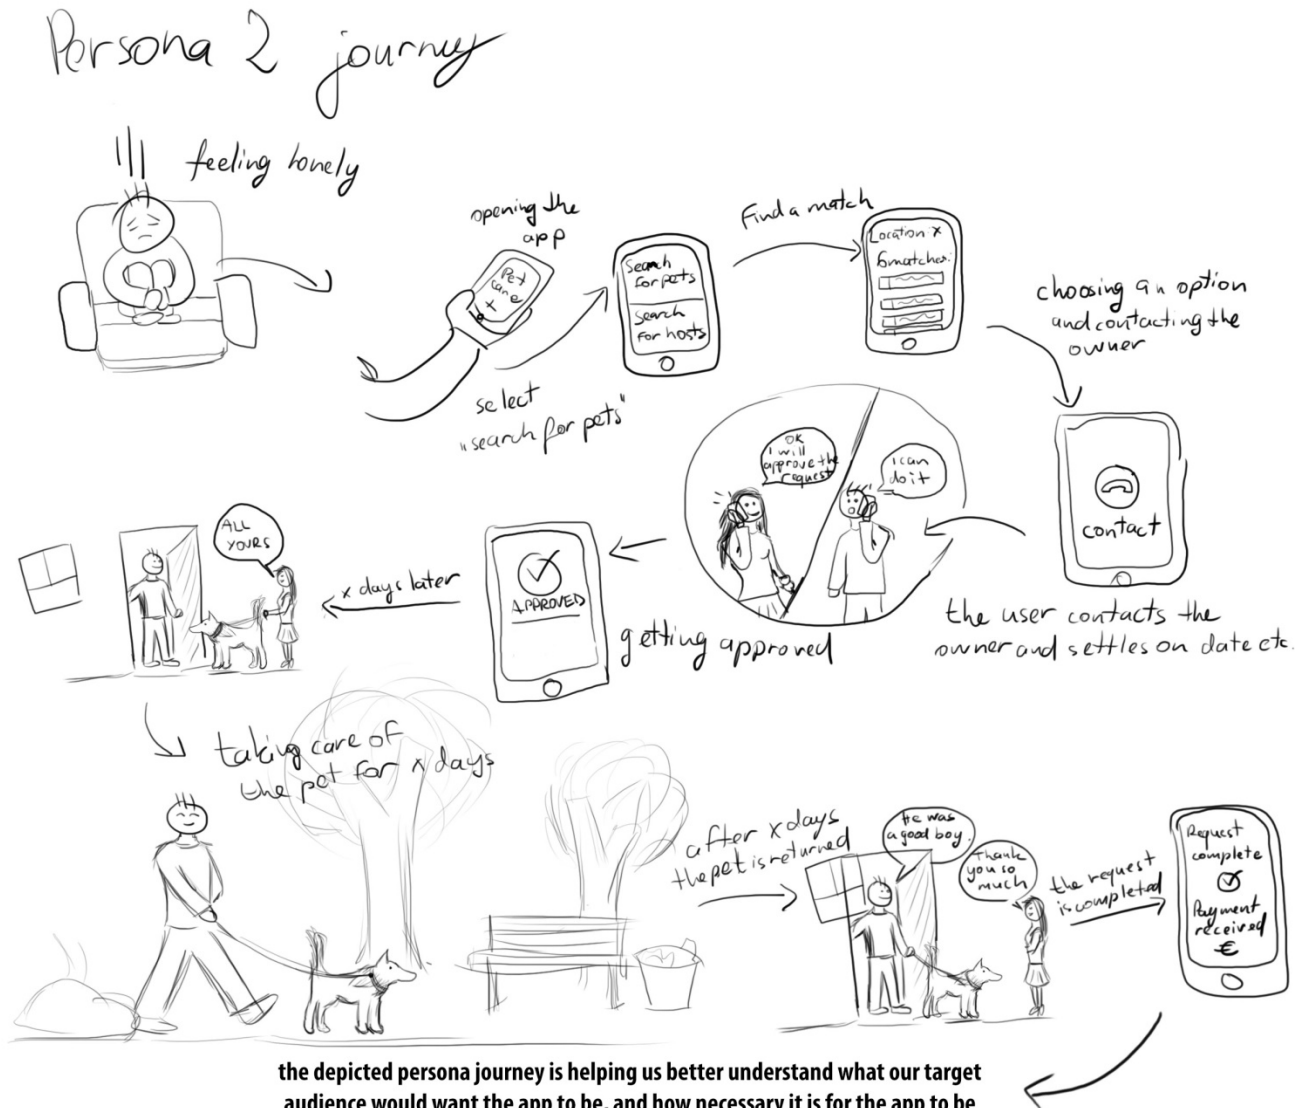 Persona 2 journey
feeling lonely
opening the
app
Pet
care
select
"search for pets"
Search
for pets
Search
for hosts
Find a match
Location: X
6 matches:
choosing an option
and contacting the
owner
contact
the user contacts the
owner and settles on date etc.
OK
I will
approve the
request
I can
do it
getting approved
APPROVED
x days later
ALL
YOURS
taking care of
the pet for x days
after x days
the pet is returned
He was
a good boy.
Thank
you so
much
the request
is completed
Request
complete
Payment
received
€
the depicted persona journey is helping us better understand what our target
audience would want the app to be, and how necessary it is for the app to be